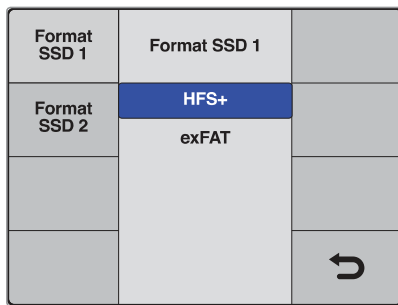 Format
SSD 1
Format SSD 1
Format
SSD 2
HFS+
exFAT